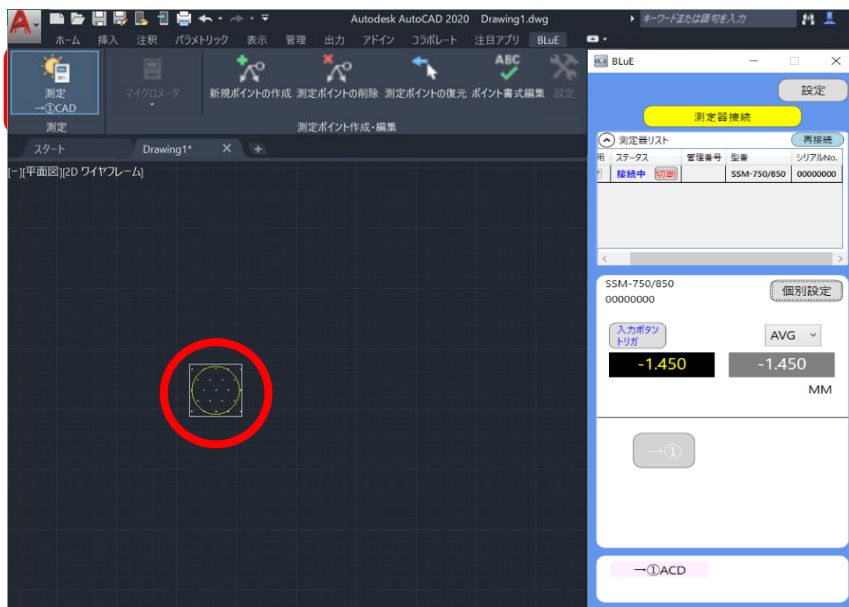 Autodesk AutoCAD 2020 Drawing1.dwg
キーワードまたは語句を入力
ホーム 挿入 注釈 パラメトリック 表示 管理 出力 アドイン コラボレート 注目アプリ BLuE
測定
→①CAD
マイクロメータ
新規ポイントの作成 測定ポイントの削除 測定ポイントの復元
ABC
ポイント書式編集
設定
測定
測定ポイント作成・編集
スタート Drawing1* +
[−][平面図][2D ワイヤフレーム]
BLuE
設定
測定器接続
測定器リスト
再接続
用 ステータス 管理番号 型番 シリアルNo.
接続中 切断 SSM-750/850 00000000
SSM-750/850
00000000
個別設定
入力ボタン
トリガ
AVG
-1.450 -1.450
MM
→①
→①ACD